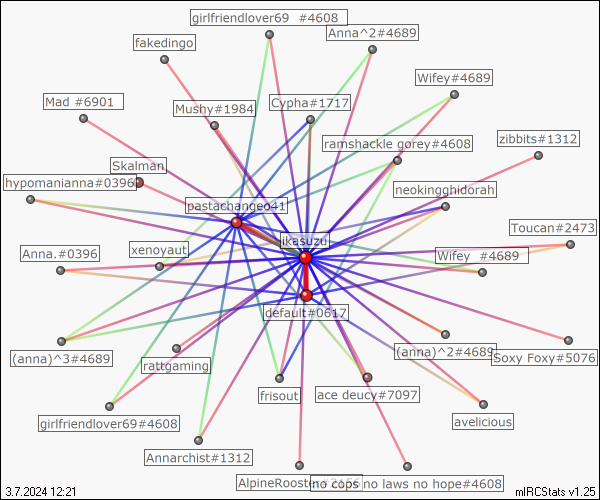 girlfriendlover69 #4608
Anna^2#4689
fakedingo
Wifey#4689
Mad #6901
Mushy#1984
Cypha#1717
ramshackle gorey#4608
zibbits#1312
Skalman
hypomanianna#0396
neokingghidorah
pastachangeo41
Toucan#2473
ikasuzu
xenoyaut
Anna.#0396
Wifey #4689
default#0617
(anna)^3#4689
rattgaming
(anna)^2#4689
Soxy Foxy#5076
frisout
ace deucy#7097
girlfriendlover69#4608
avelicious
Annarchist#1312
AlpineRooster
no cops no laws no hope#4608
3.7.2024 12:21
mIRCStats v1.25